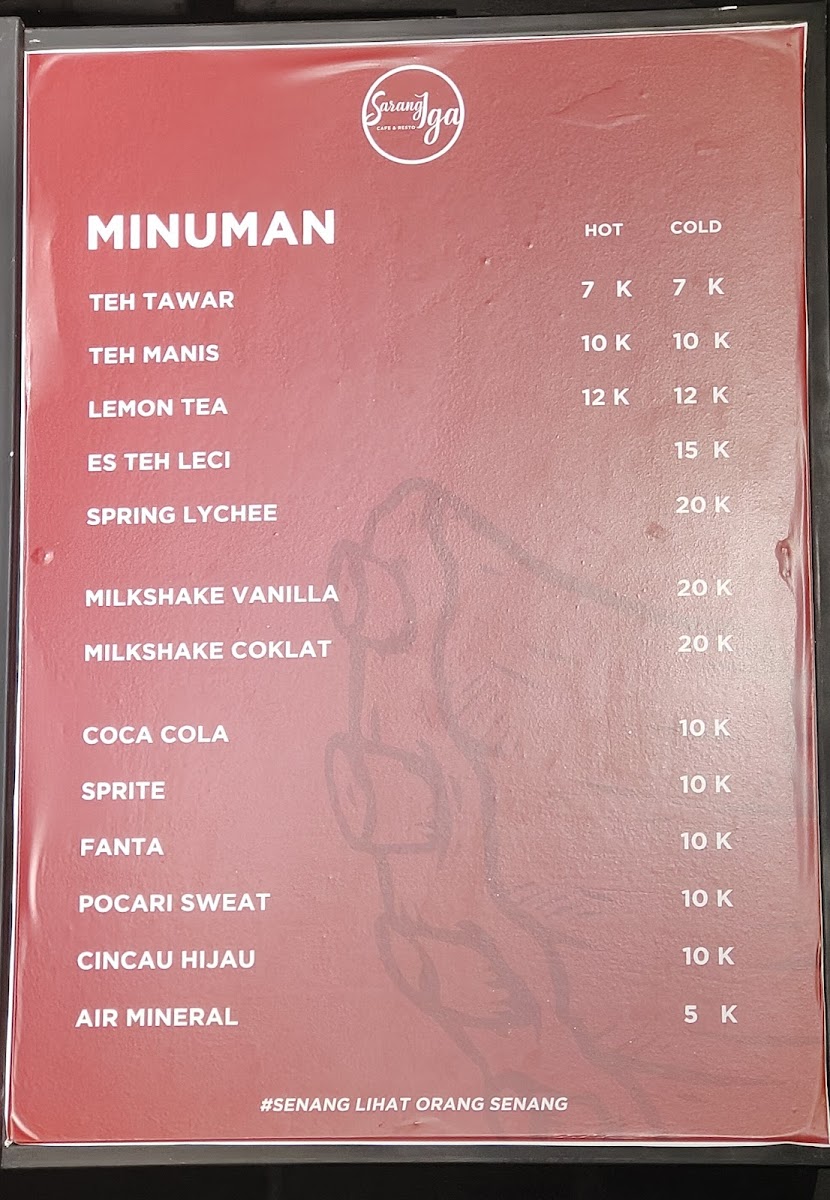 Sarang Iga
CAFE & RESTO
MINUMAN HOT COLD
TEH TAWAR 7 K 7 K
TEH MANIS 10 K 10 K
LEMON TEA 12 K 12 K
ES TEH LECI 15 K
SPRING LYCHEE 20 K
MILKSHAKE VANILLA 20 K
MILKSHAKE COKLAT 20 K
COCA COLA 10 K
SPRITE 10 K
FANTA 10 K
POCARI SWEAT 10 K
CINCAU HIJAU 10 K
AIR MINERAL 5 K
#SENANG LIHAT ORANG SENANG